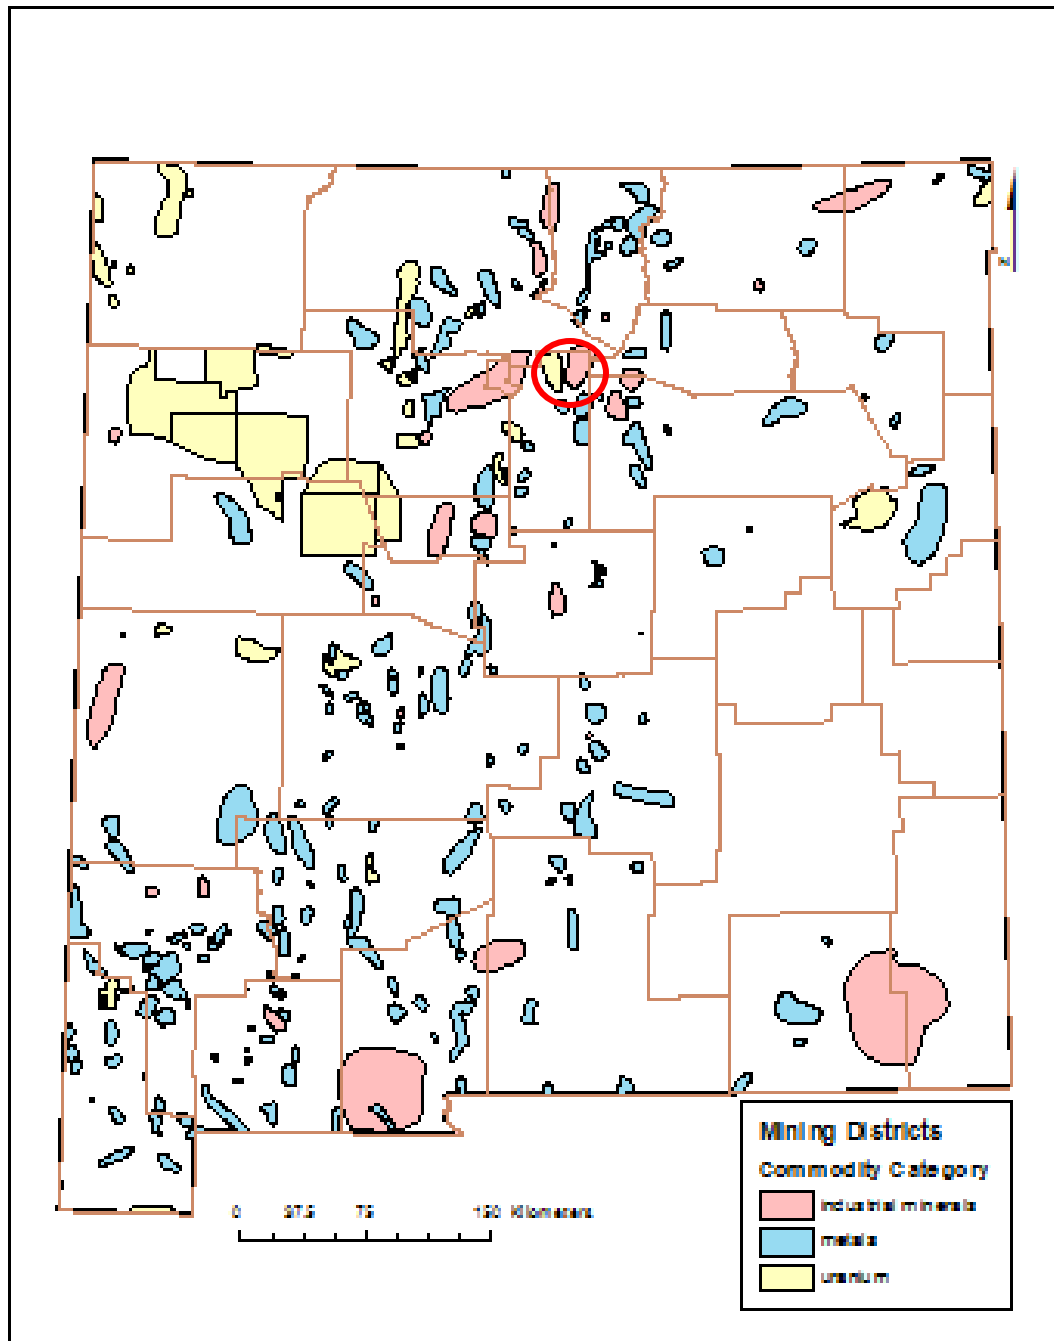 Mining Districts
Commodity Category
industrial minerals
metals
uranium
0 37.5 75 150 Kilometers